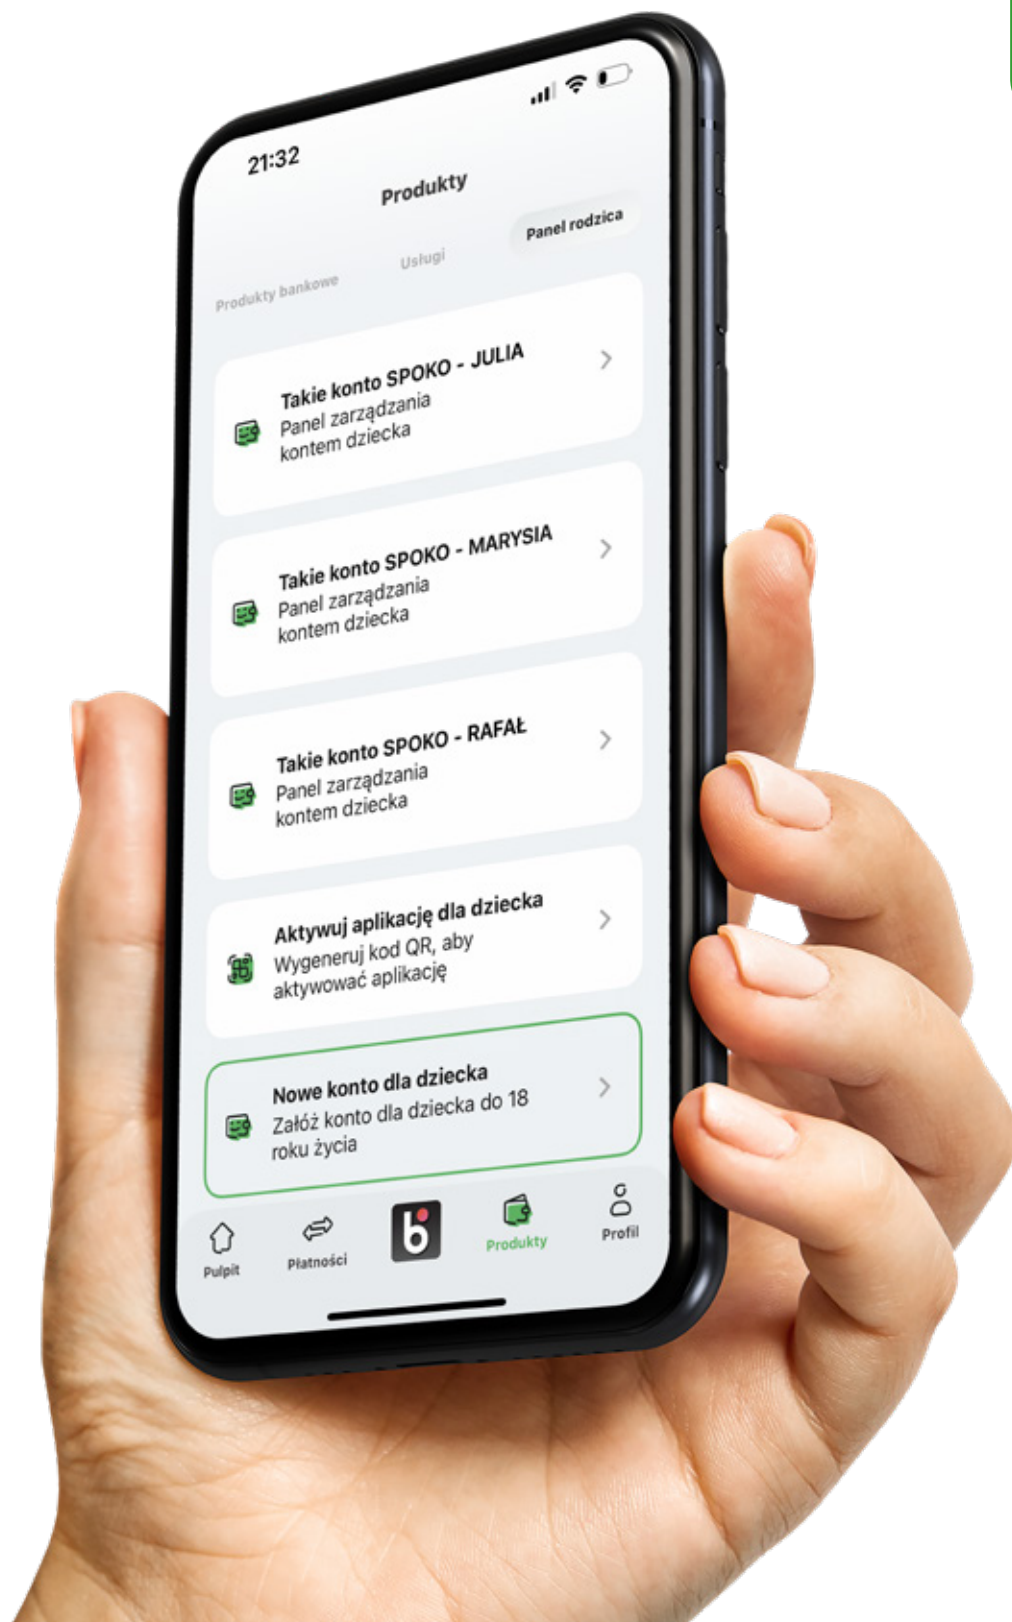 21:32
Produkty
Produkty bankowe
Usługi
Panel rodzica
Takie konto SPOKO - JULIA
Panel zarządzania
kontem dziecka
Takie konto SPOKO - MARYSIA
Panel zarządzania
kontem dziecka
Takie konto SPOKO - RAFAŁ
Panel zarządzania
kontem dziecka
Aktywuj aplikację dla dziecka
Wygeneruj kod QR, aby
aktywować aplikację
Nowe konto dla dziecka
Załóż konto dla dziecka do 18
roku życia
Pulpit
Płatności
b
Produkty
Profil